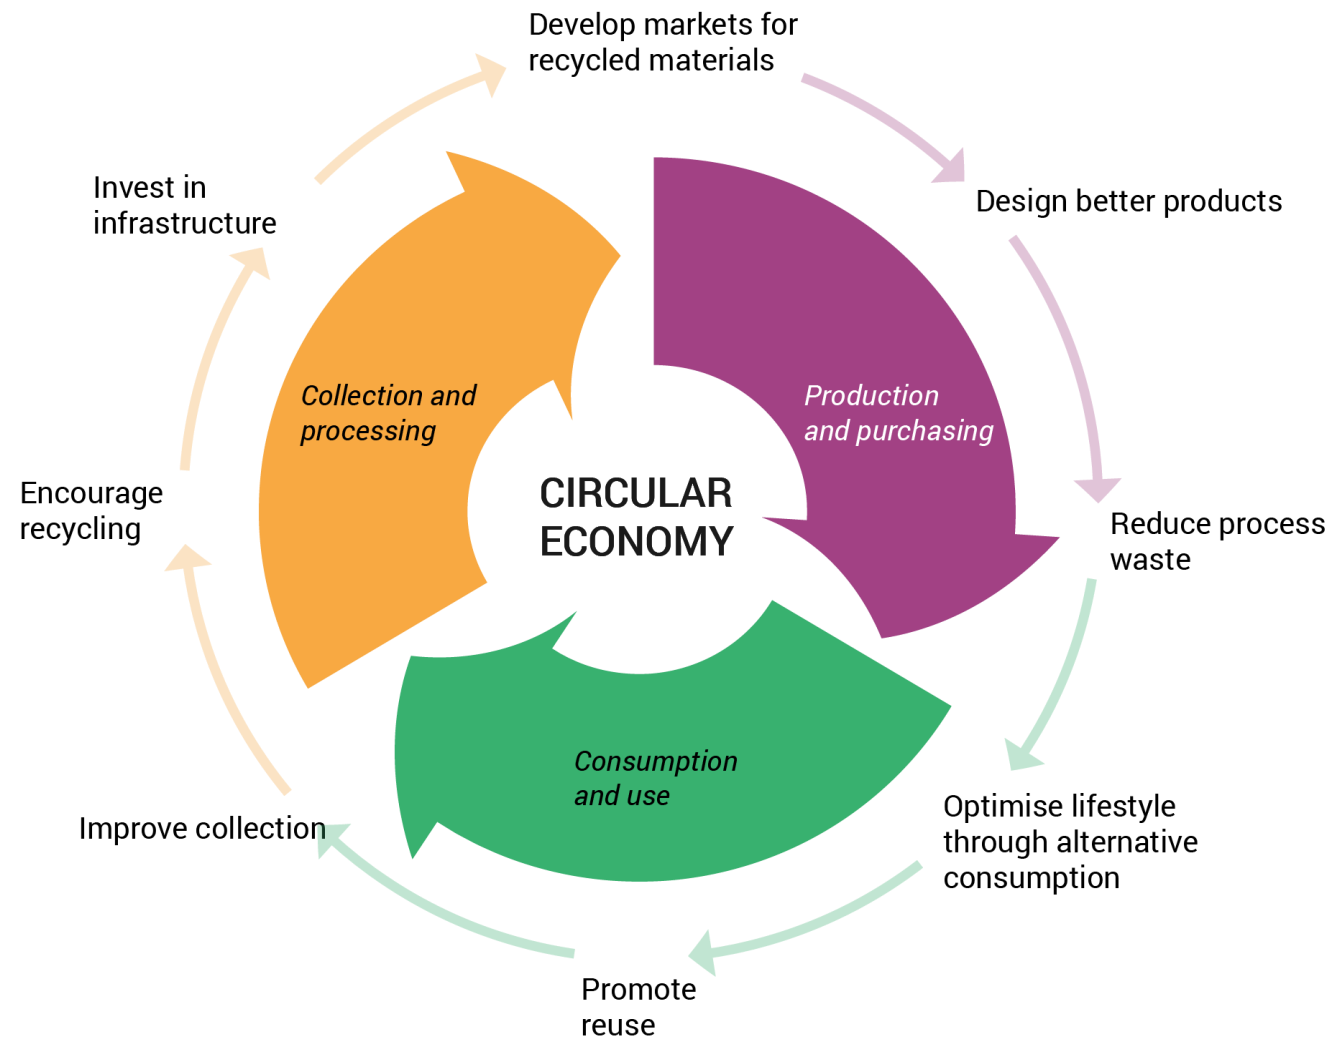 Develop markets for
recycled materials
Design better products
Reduce process
waste
Optimise lifestyle
through alternative
consumption
Promote
reuse
Improve collection
Encourage
recycling
Invest in
infrastructure
Production
and purchasing
Consumption
and use
Collection and
processing
CIRCULAR
ECONOMY